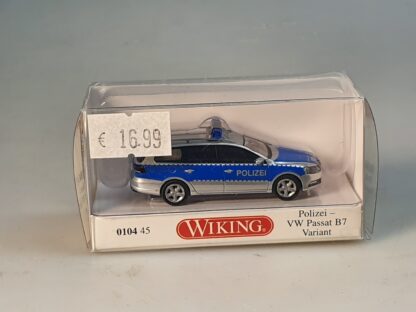 € 16.99
POLIZEI
0104 45
WIKING®
Polizei –
VW Passat B7
Variant